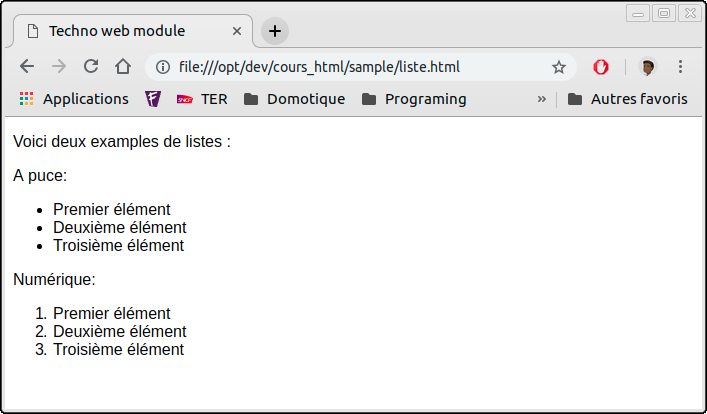 Techno web module
file:///opt/dev/cours_html/sample/liste.html
Applications SNCF TER Domotique Programing » Autres favoris
Voici deux examples de listes :
A puce:
• Premier élément
• Deuxième élément
• Troisième élément
Numérique:
1. Premier élément
2. Deuxième élément
3. Troisième élément